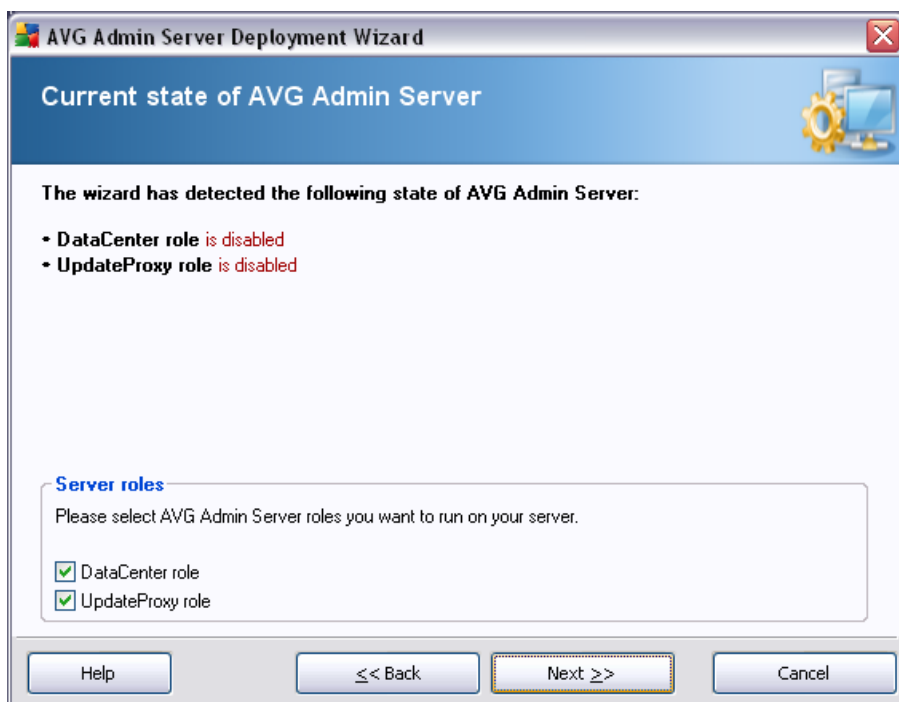 AVG Admin Server Deployment Wizard
Current state of AVG Admin Server
The wizard has detected the following state of AVG Admin Server:
• DataCenter role is disabled
• UpdateProxy role is disabled
Server roles
Please select AVG Admin Server roles you want to run on your server.
DataCenter role
UpdateProxy role
Help
<< Back
Next >>
Cancel